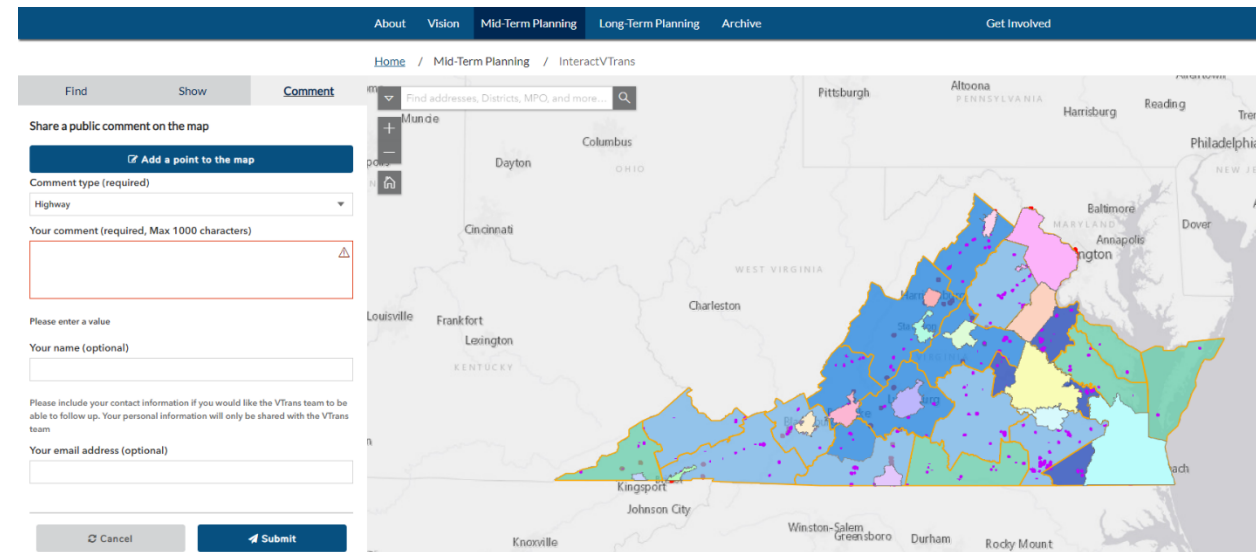 About Vision Mid-Term Planning Long-Term Planning Archive Get Involved
Home / Mid-Term Planning / InteractVTrans
Find Show Comment
Share a public comment on the map
Add a point to the map
Comment type (required)
Highway
Your comment (required, Max 1000 characters)
Please enter a value
Your name (optional)
Please include your contact information if you would like the VTrans team to be
able to follow up. Your personal information will only be shared with the VTrans
team
Your email address (optional)
Cancel Submit
Find addresses, Districts, MPO, and more...
Pittsburgh
Altoona
PENNSYLVANIA
Harrisburg
Reading
Tre
Muncie
Columbus
Philadelphia
Dayton
OHIO
NEW JE
Baltimore
MARYLAND
Dover
Cincinnati
Annapolis
ngton
WEST VIRGINIA
Charleston
Louisville
Frankfort
Lexington
KENTUCKY
ach
Kingsport
Johnson City
Winston-Salem
Greensboro
Durham
Knoxville
Rocky Mount